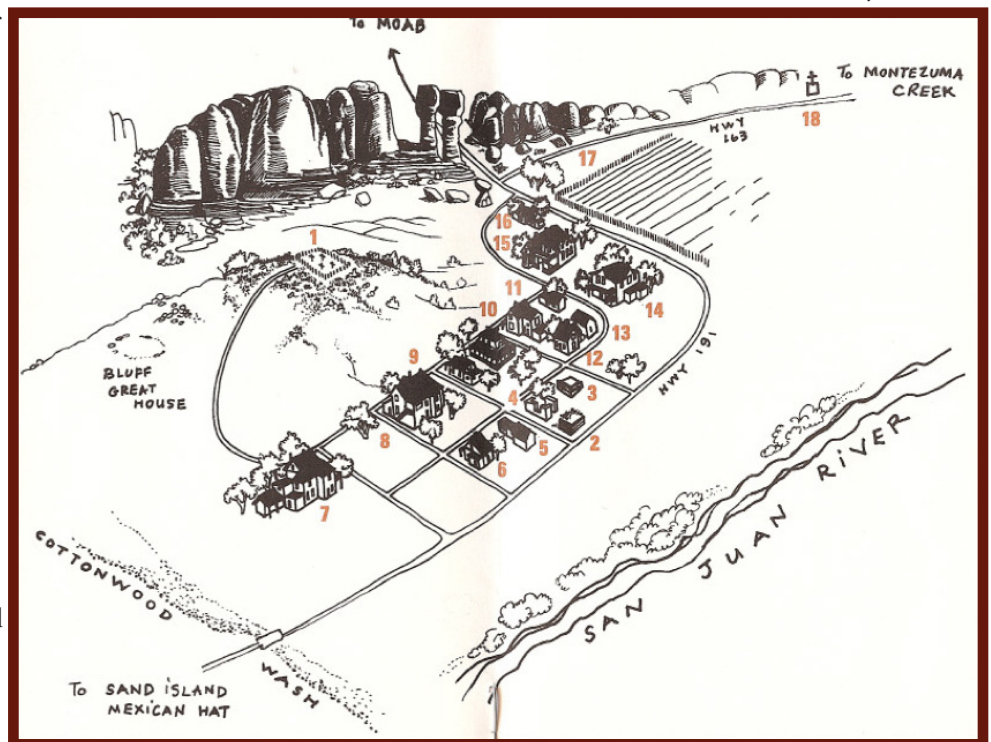 To MOAB
To MONTEZUMA
CREEK
18
HWY
163
17
16
15
1
11
14
10
13
12
9
3
HWY 191
BLUFF
GREAT
HOUSE
4
8
5
2
6
7
SAN JUAN RIVER
COTTONWOOD
WASH
To SAND ISLAND
MEXICAN HAT